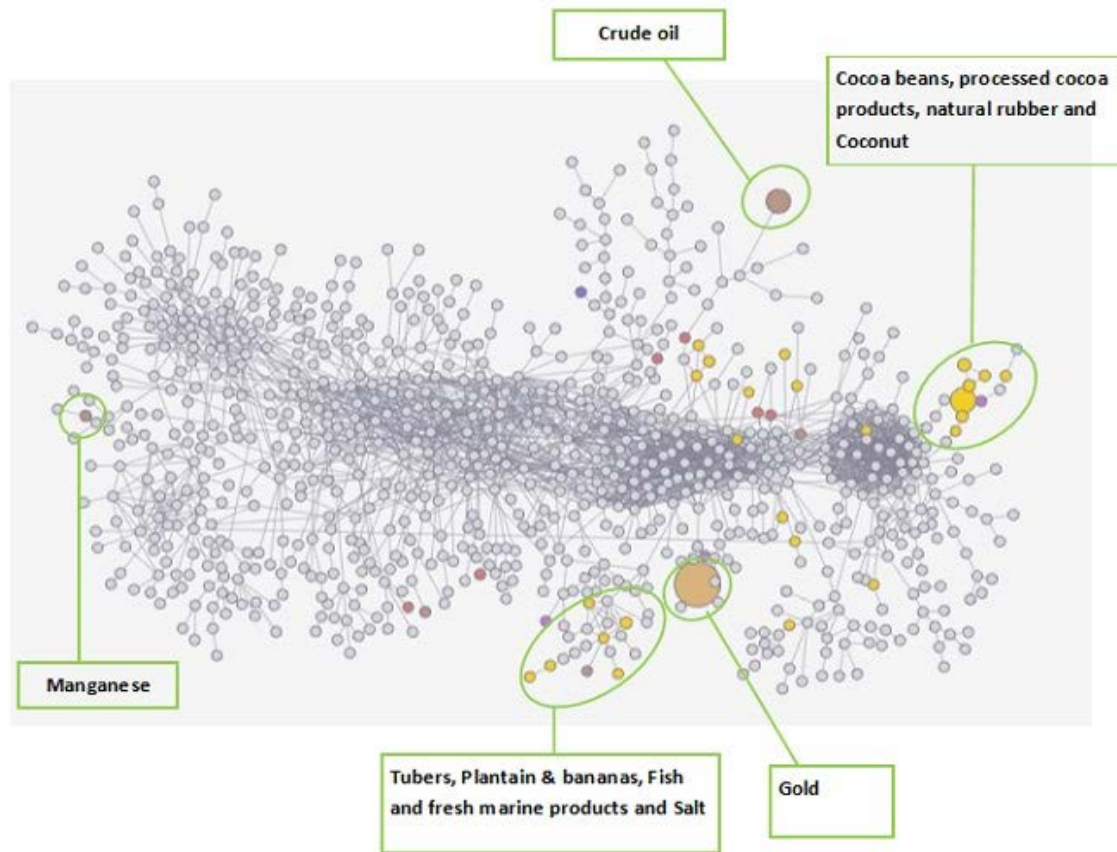 Crude oil
Cocoa beans, processed cocoa
products, natural rubber and
Coconut
Manganese
Tubers, Plantain & bananas, Fish
and fresh marine products and Salt
Gold